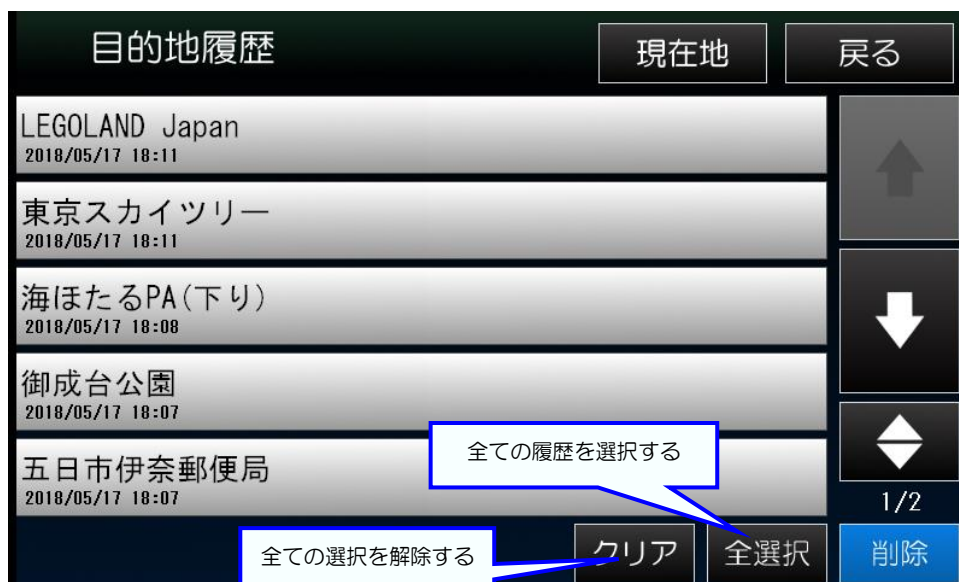 目的地履歴
現在地
戻る
LEGOLAND Japan
2018/05/17 18:11
東京スカイツリー
2018/05/17 18:11
海ほたるPA(下り)
2018/05/17 18:08
御成台公園
2018/05/17 18:07
五日市伊奈郵便局
2018/05/17 18:07
全ての履歴を選択する
1/2
全ての選択を解除する
クリア
全選択
削除